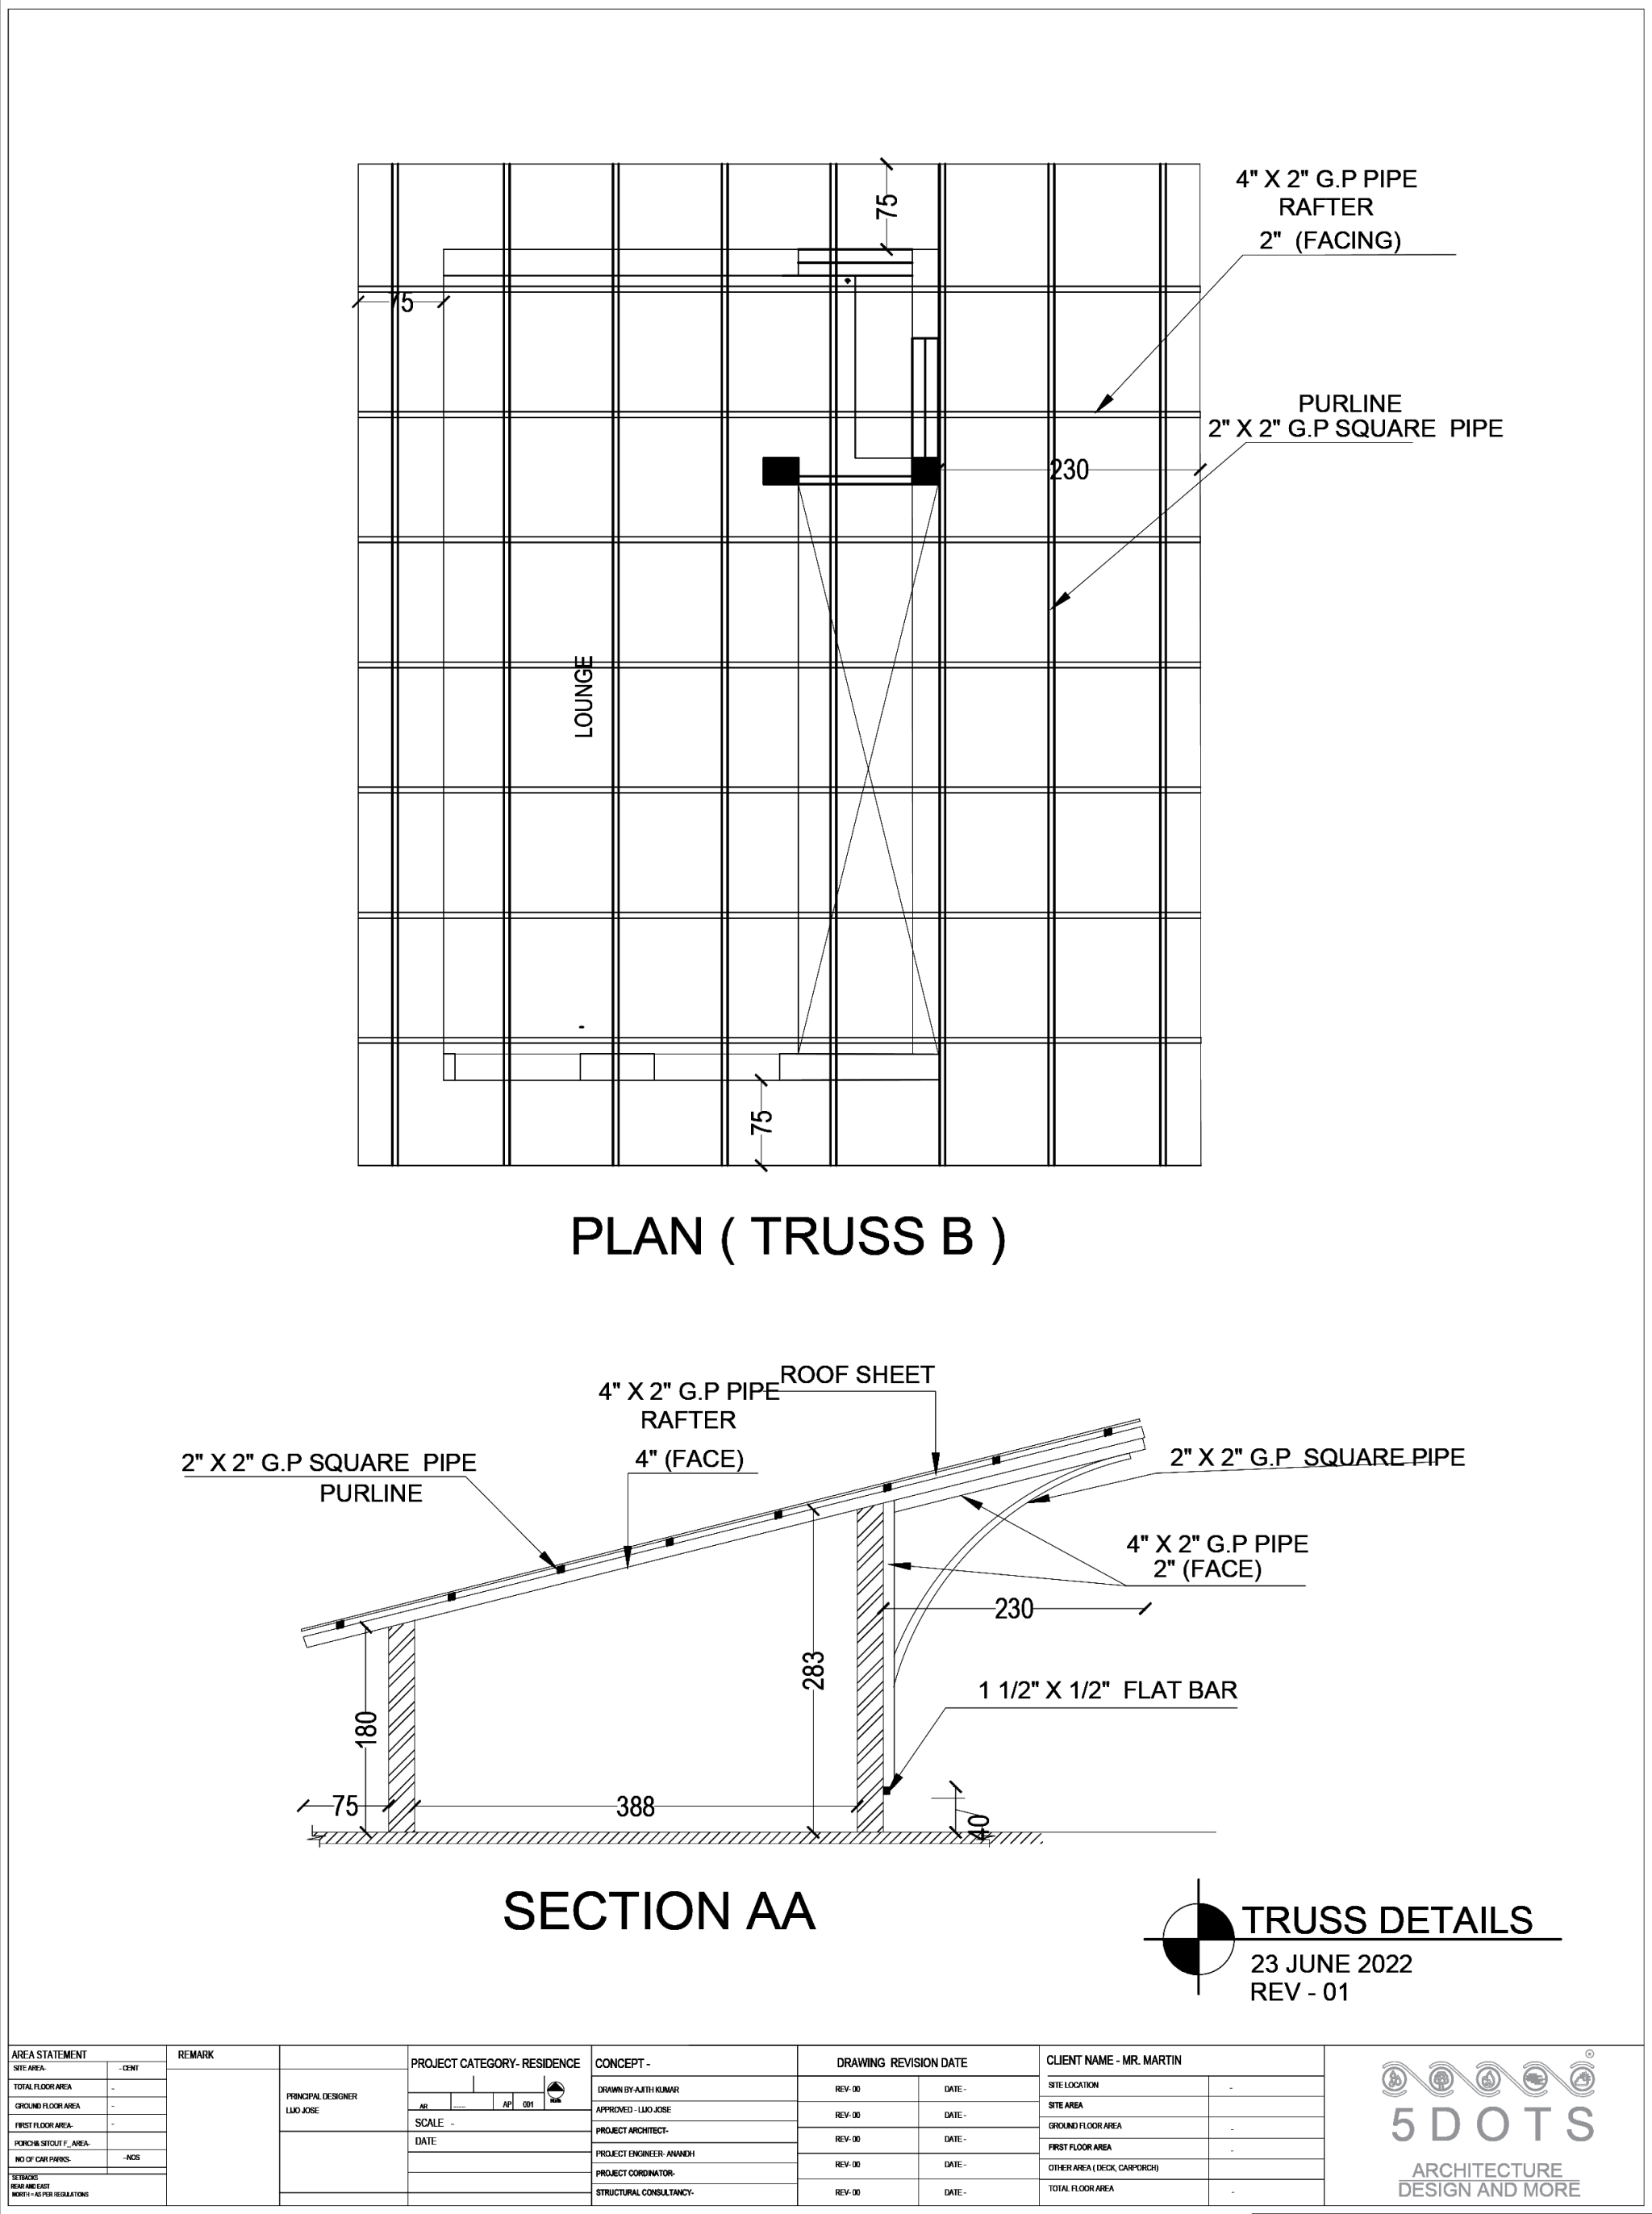 75
4" X 2" G.P PIPE
RAFTER
2" (FACING)
75
PURLINE
2" X 2" G.P SQUARE PIPE
230
LOUNGE
75
PLAN ( TRUSS B )
ROOF SHEET
4" X 2" G.P PIPE
RAFTER
4" (FACE)
2" X 2" G.P SQUARE PIPE
PURLINE
2" X 2" G.P SQUARE PIPE
4" X 2" G.P PIPE
2" (FACE)
230
283
1 1/2" X 1/2" FLAT BAR
180
75
388
40
SECTION AA
TRUSS DETAILS
23 JUNE 2022
REV - 01
AREA STATEMENT
SITE AREA- - CENT
TOTAL FLOOR AREA -
GROUND FLOOR AREA -
FIRST FLOOR AREA- -
PORCH& SITOUT F_ AREA-
NO OF CAR PARKS- --NOS
SETBACKS
REAR AND EAST
NORTH - AS PER REGULATIONS
REMARK
PRINCIPAL DESIGNER
LIJO JOSE
PROJECT CATEGORY- RESIDENCE
AR AP 001
SCALE -
DATE
CONCEPT -
DRAWN BY-AJITH KUMAR
APPROVED - LIJO JOSE
PROJECT ARCHITECT-
PROJECT ENGINEER- ANANDH
PROJECT CORDINATOR-
STRUCTURAL CONSULTANCY-
DRAWING REVISION DATE
REV- 00 DATE -
REV- 00 DATE -
REV- 00 DATE -
REV- 00 DATE -
REV- 00 DATE -
CLIENT NAME - MR. MARTIN
SITE LOCATION -
SITE AREA
GROUND FLOOR AREA -
FIRST FLOOR AREA -
OTHER AREA ( DECK, CARPORCH)
TOTAL FLOOR AREA -
®
5 D O T S
ARCHITECTURE
DESIGN AND MORE